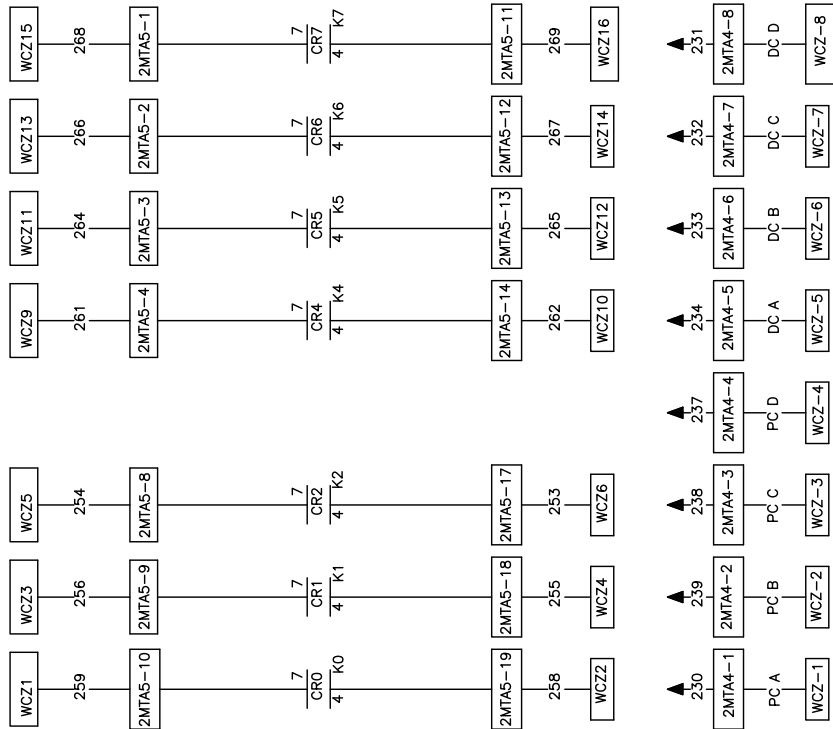 WCZ15
268
2MTA5-1
7
CR7
4
K7
2MTA5-11
269
WCZ16
231
2MTA4-8
DC D
WCZ-8
WCZ13
266
2MTA5-2
7
CR6
4
K6
2MTA5-12
267
WCZ14
232
2MTA4-7
DC C
WCZ-7
WCZ11
264
2MTA5-3
7
CR5
4
K5
2MTA5-13
265
WCZ12
233
2MTA4-6
DC B
WCZ-6
WCZ9
261
2MTA5-4
7
CR4
4
K4
2MTA5-14
262
WCZ10
234
2MTA4-5
DC A
WCZ-5
237
2MTA4-4
PC D
WCZ-4
WCZ5
254
2MTA5-8
7
CR2
4
K2
2MTA5-17
253
WCZ6
238
2MTA4-3
PC C
WCZ-3
WCZ3
256
2MTA5-9
7
CR1
4
K1
2MTA5-18
255
WCZ4
239
2MTA4-2
PC B
WCZ-2
WCZ1
259
2MTA5-10
7
CR0
4
K0
2MTA5-19
258
WCZ2
230
2MTA4-1
PC A
WCZ-1